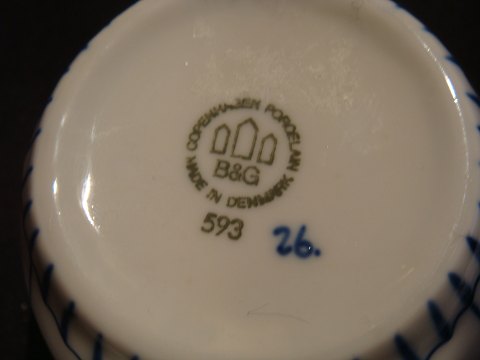 COPENHAGEN PORCELAIN
B&G
MADE IN DENMARK
593
26.